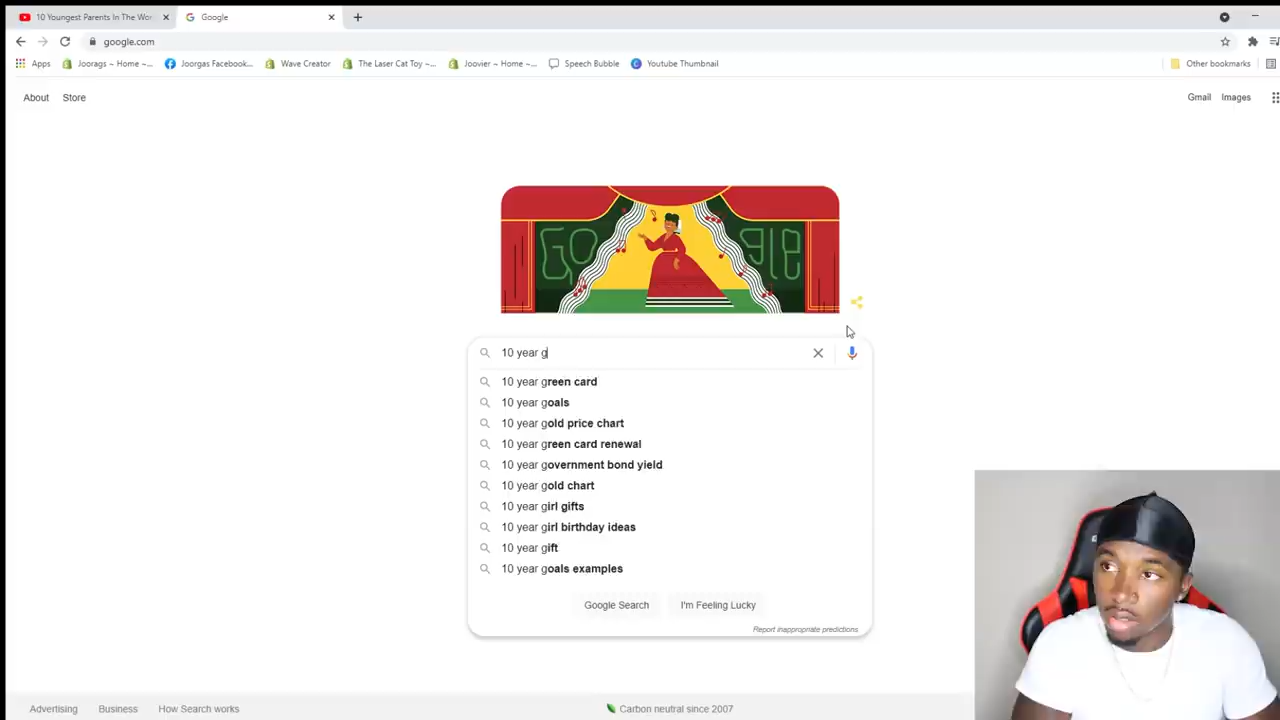 10 Youngest Parents In The Wor
Google
google.com
Apps
Joorags ~ Home ~...
Joorgas Facebook...
Wave Creator
The Laser Cat Toy ~...
Joovier ~ Home ~...
Speech Bubble
Youtube Thumbnail
Other bookmarks
About
Store
Gmail
Images
10 year g
10 year green card
10 year goals
10 year gold price chart
10 year green card renewal
10 year government bond yield
10 year gold chart
10 year girl gifts
10 year girl birthday ideas
10 year gift
10 year goals examples
Google Search
I'm Feeling Lucky
Report inappropriate predictions
Advertising
Business
How Search works
Carbon neutral since 2007